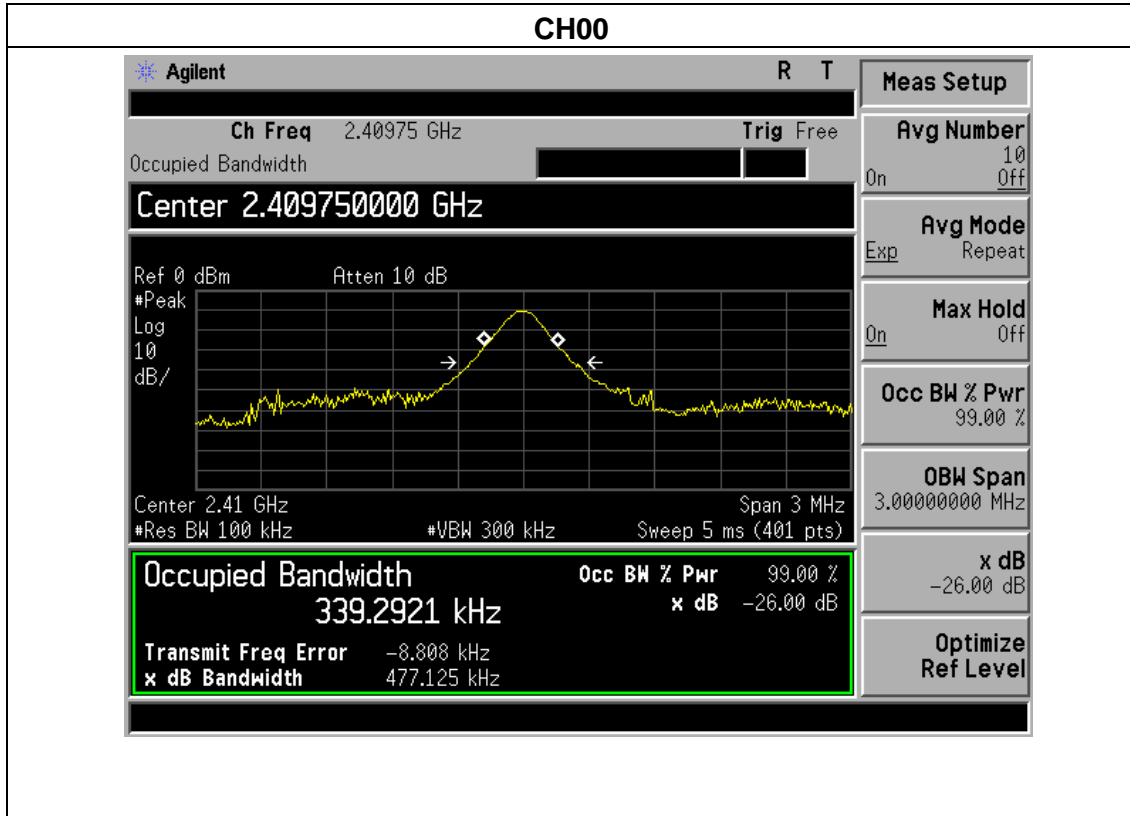 CH00
Agilent
R T
Ch Freq 2.40975 GHz Trig Free
Occupied Bandwidth
Center 2.409750000 GHz
Ref 0 dBm Atten 10 dB
#Peak
Log
10
dB/
Center 2.41 GHz Span 3 MHz
#Res BW 100 kHz #VBW 300 kHz Sweep 5 ms (401 pts)
Occupied Bandwidth Occ BW % Pwr 99.00 %
339.2921 kHz x dB -26.00 dB
Transmit Freq Error -8.808 kHz
x dB Bandwidth 477.125 kHz
Meas Setup
Avg Number
10
On Off
Avg Mode
Exp Repeat
Max Hold
On Off
Occ BW % Pwr
99.00 %
OBW Span
3.00000000 MHz
x dB
-26.00 dB
Optimize
Ref Level